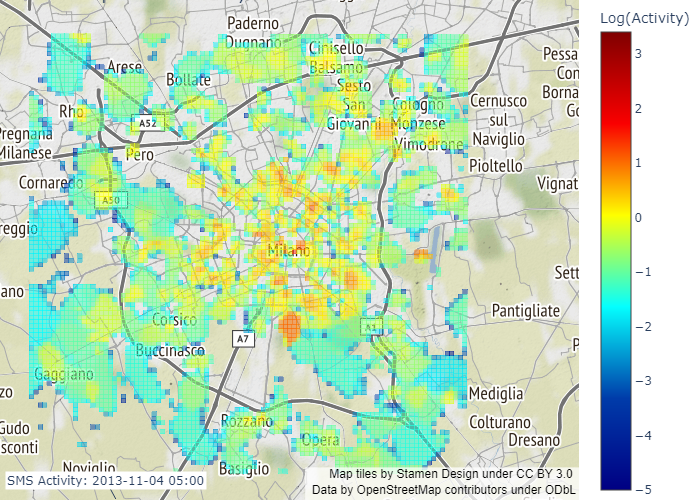 Log(Activity)
3
2
1
0
−1
−2
−3
−4
−5
Paderno
Dugnano
Cinisello
Balsamo
Arese
Bollate
Sesto
San
Giovanni
Cologno
Monzese
Vimodrone
Cernusco
sul
Naviglio
Pioltello
Pessa
Con
Borna
Go
Rho
A52
Pregnana
Milanese
Pero
Cornaredo
A50
Vignat
reggio
Milano
Sett
ano
Pantigliate
Corsico
A7
A1
Buccinasco
P
Gaggiano
zo
Mediglia
Rozzano
Colturano
Dresano
Gudo
sconti
Opera
Noviglio
Basiglio
SMS Activity: 2013-11-04 05:00
Map tiles by Stamen Design under CC BY 3.0
Data by OpenStreetMap contributors under ODbL